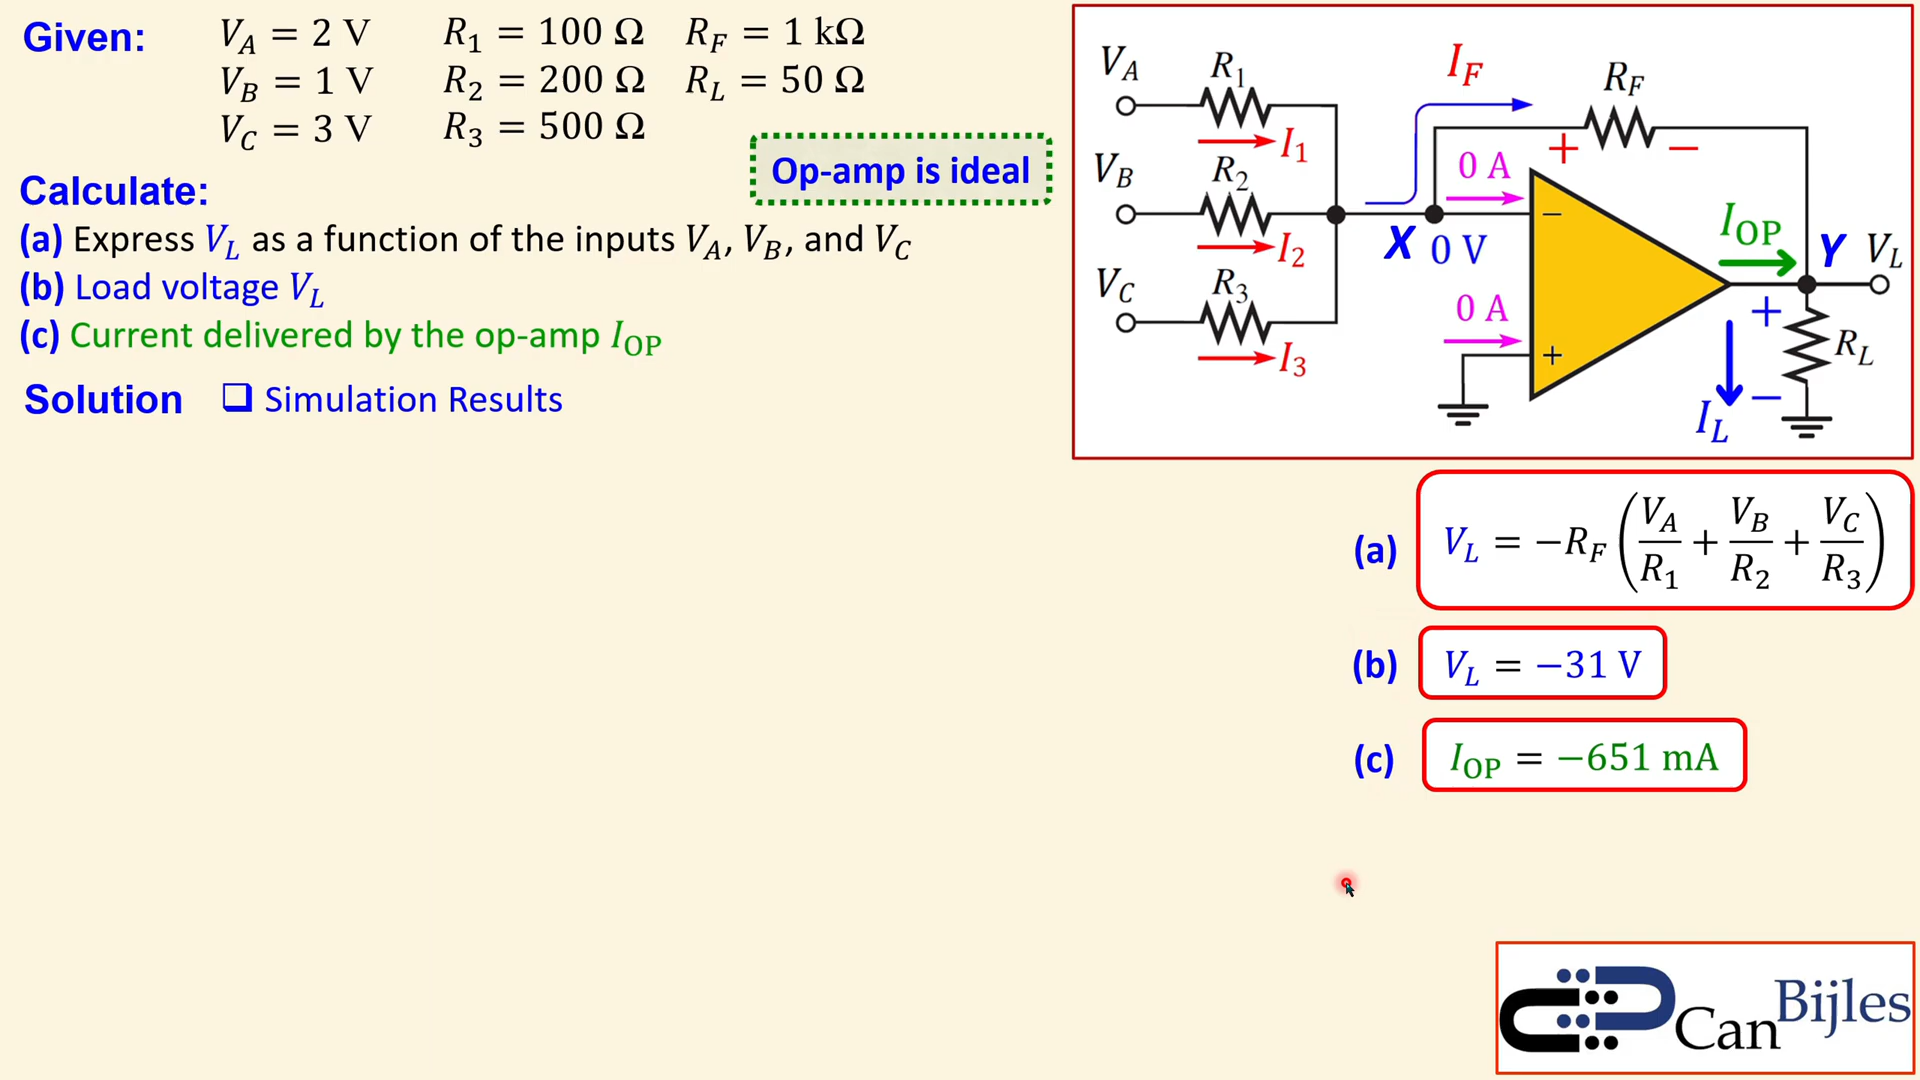 Given:
V_A = 2 V R_1 = 100 Ω R_F = 1 kΩ
V_B = 1 V R_2 = 200 Ω R_L = 50 Ω
V_C = 3 V R_3 = 500 Ω
Op-amp is ideal
Calculate:
(a) Express V_L as a function of the inputs V_A, V_B, and V_C
(b) Load voltage V_L
(c) Current delivered by the op-amp I_OP
Solution ❑ Simulation Results
V_A R_1 I_F R_F
I_1 + −
V_B R_2 0 A
− I_OP
I_2 X 0 V Y V_L
V_C R_3 0 A +
I_3 + R_L
I_L −
(a) V_L = −R_F (V_A/R_1 + V_B/R_2 + V_C/R_3)
(b) V_L = −31 V
(c) I_OP = −651 mA
CanBijles